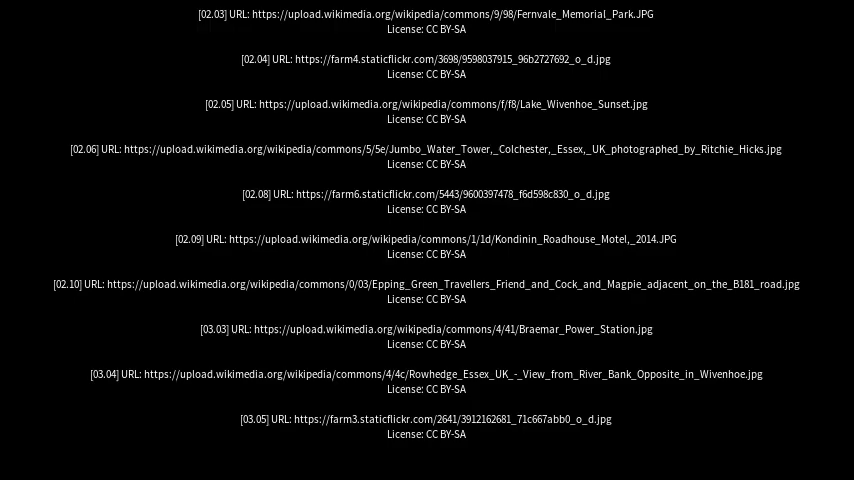 [02.03] URL: https://upload.wikimedia.org/wikipedia/commons/9/98/Fernvale_Memorial_Park.JPG
License: CC BY-SA
[02.04] URL: https://farm4.staticflickr.com/3698/9598037915_96b2727692_o_d.jpg
License: CC BY-SA
[02.05] URL: https://upload.wikimedia.org/wikipedia/commons/f/f8/Lake_Wivenhoe_Sunset.jpg
License: CC BY-SA
[02.06] URL: https://upload.wikimedia.org/wikipedia/commons/5/5e/Jumbo_Water_Tower,_Colchester,_Essex,_UK_photographed_by_Ritchie_Hicks.jpg
License: CC BY-SA
[02.08] URL: https://farm6.staticflickr.com/5443/9600397478_f6d598c830_o_d.jpg
License: CC BY-SA
[02.09] URL: https://upload.wikimedia.org/wikipedia/commons/1/1d/Kondinin_Roadhouse_Motel,_2014.JPG
License: CC BY-SA
[02.10] URL: https://upload.wikimedia.org/wikipedia/commons/0/03/Epping_Green_Travellers_Friend_and_Cock_and_Magpie_adjacent_on_the_B181_road.jpg
License: CC BY-SA
[03.03] URL: https://upload.wikimedia.org/wikipedia/commons/4/41/Braemar_Power_Station.jpg
License: CC BY-SA
[03.04] URL: https://upload.wikimedia.org/wikipedia/commons/4/4c/Rowhedge_Essex_UK_-_View_from_River_Bank_Opposite_in_Wivenhoe.jpg
License: CC BY-SA
[03.05] URL: https://farm3.staticflickr.com/2641/3912162681_71c667abb0_o_d.jpg
License: CC BY-SA